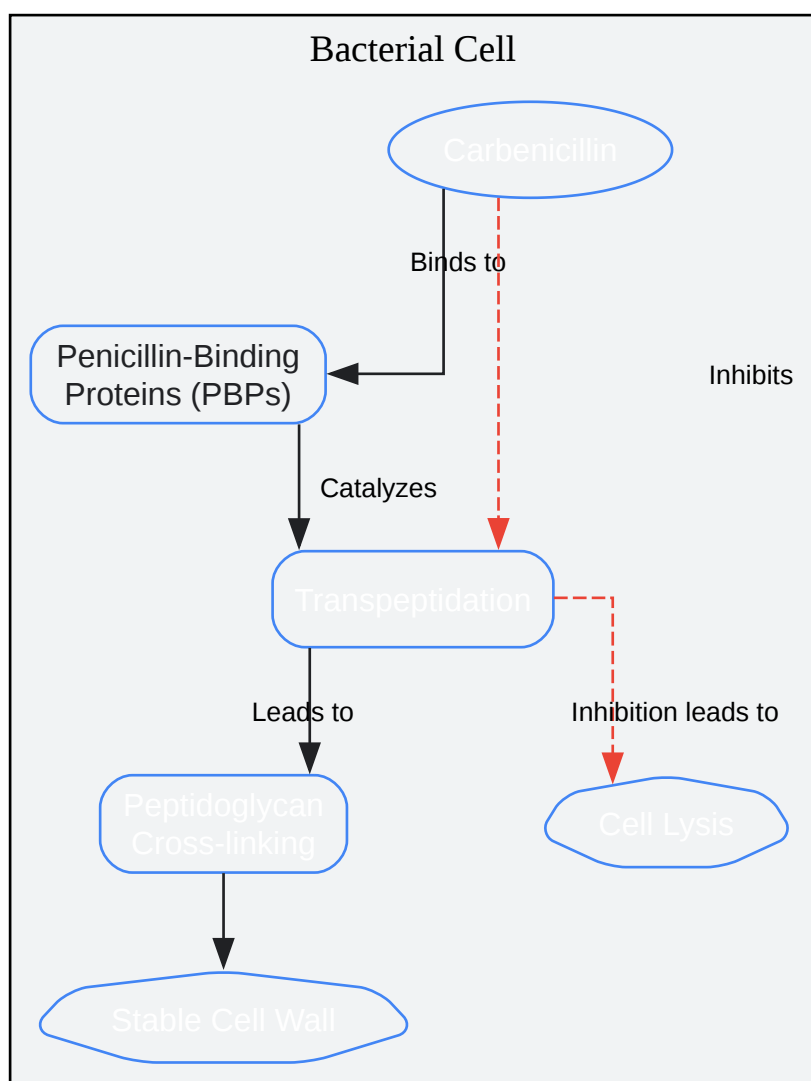 Bacterial Cell
Carbenicillin
Binds to
Penicillin-Binding
Proteins (PBPs)
Inhibits
Catalyzes
Transpeptidation
Leads to
Inhibition leads to
Peptidoglycan
Cross-linking
Cell Lysis
Stable Cell Wall